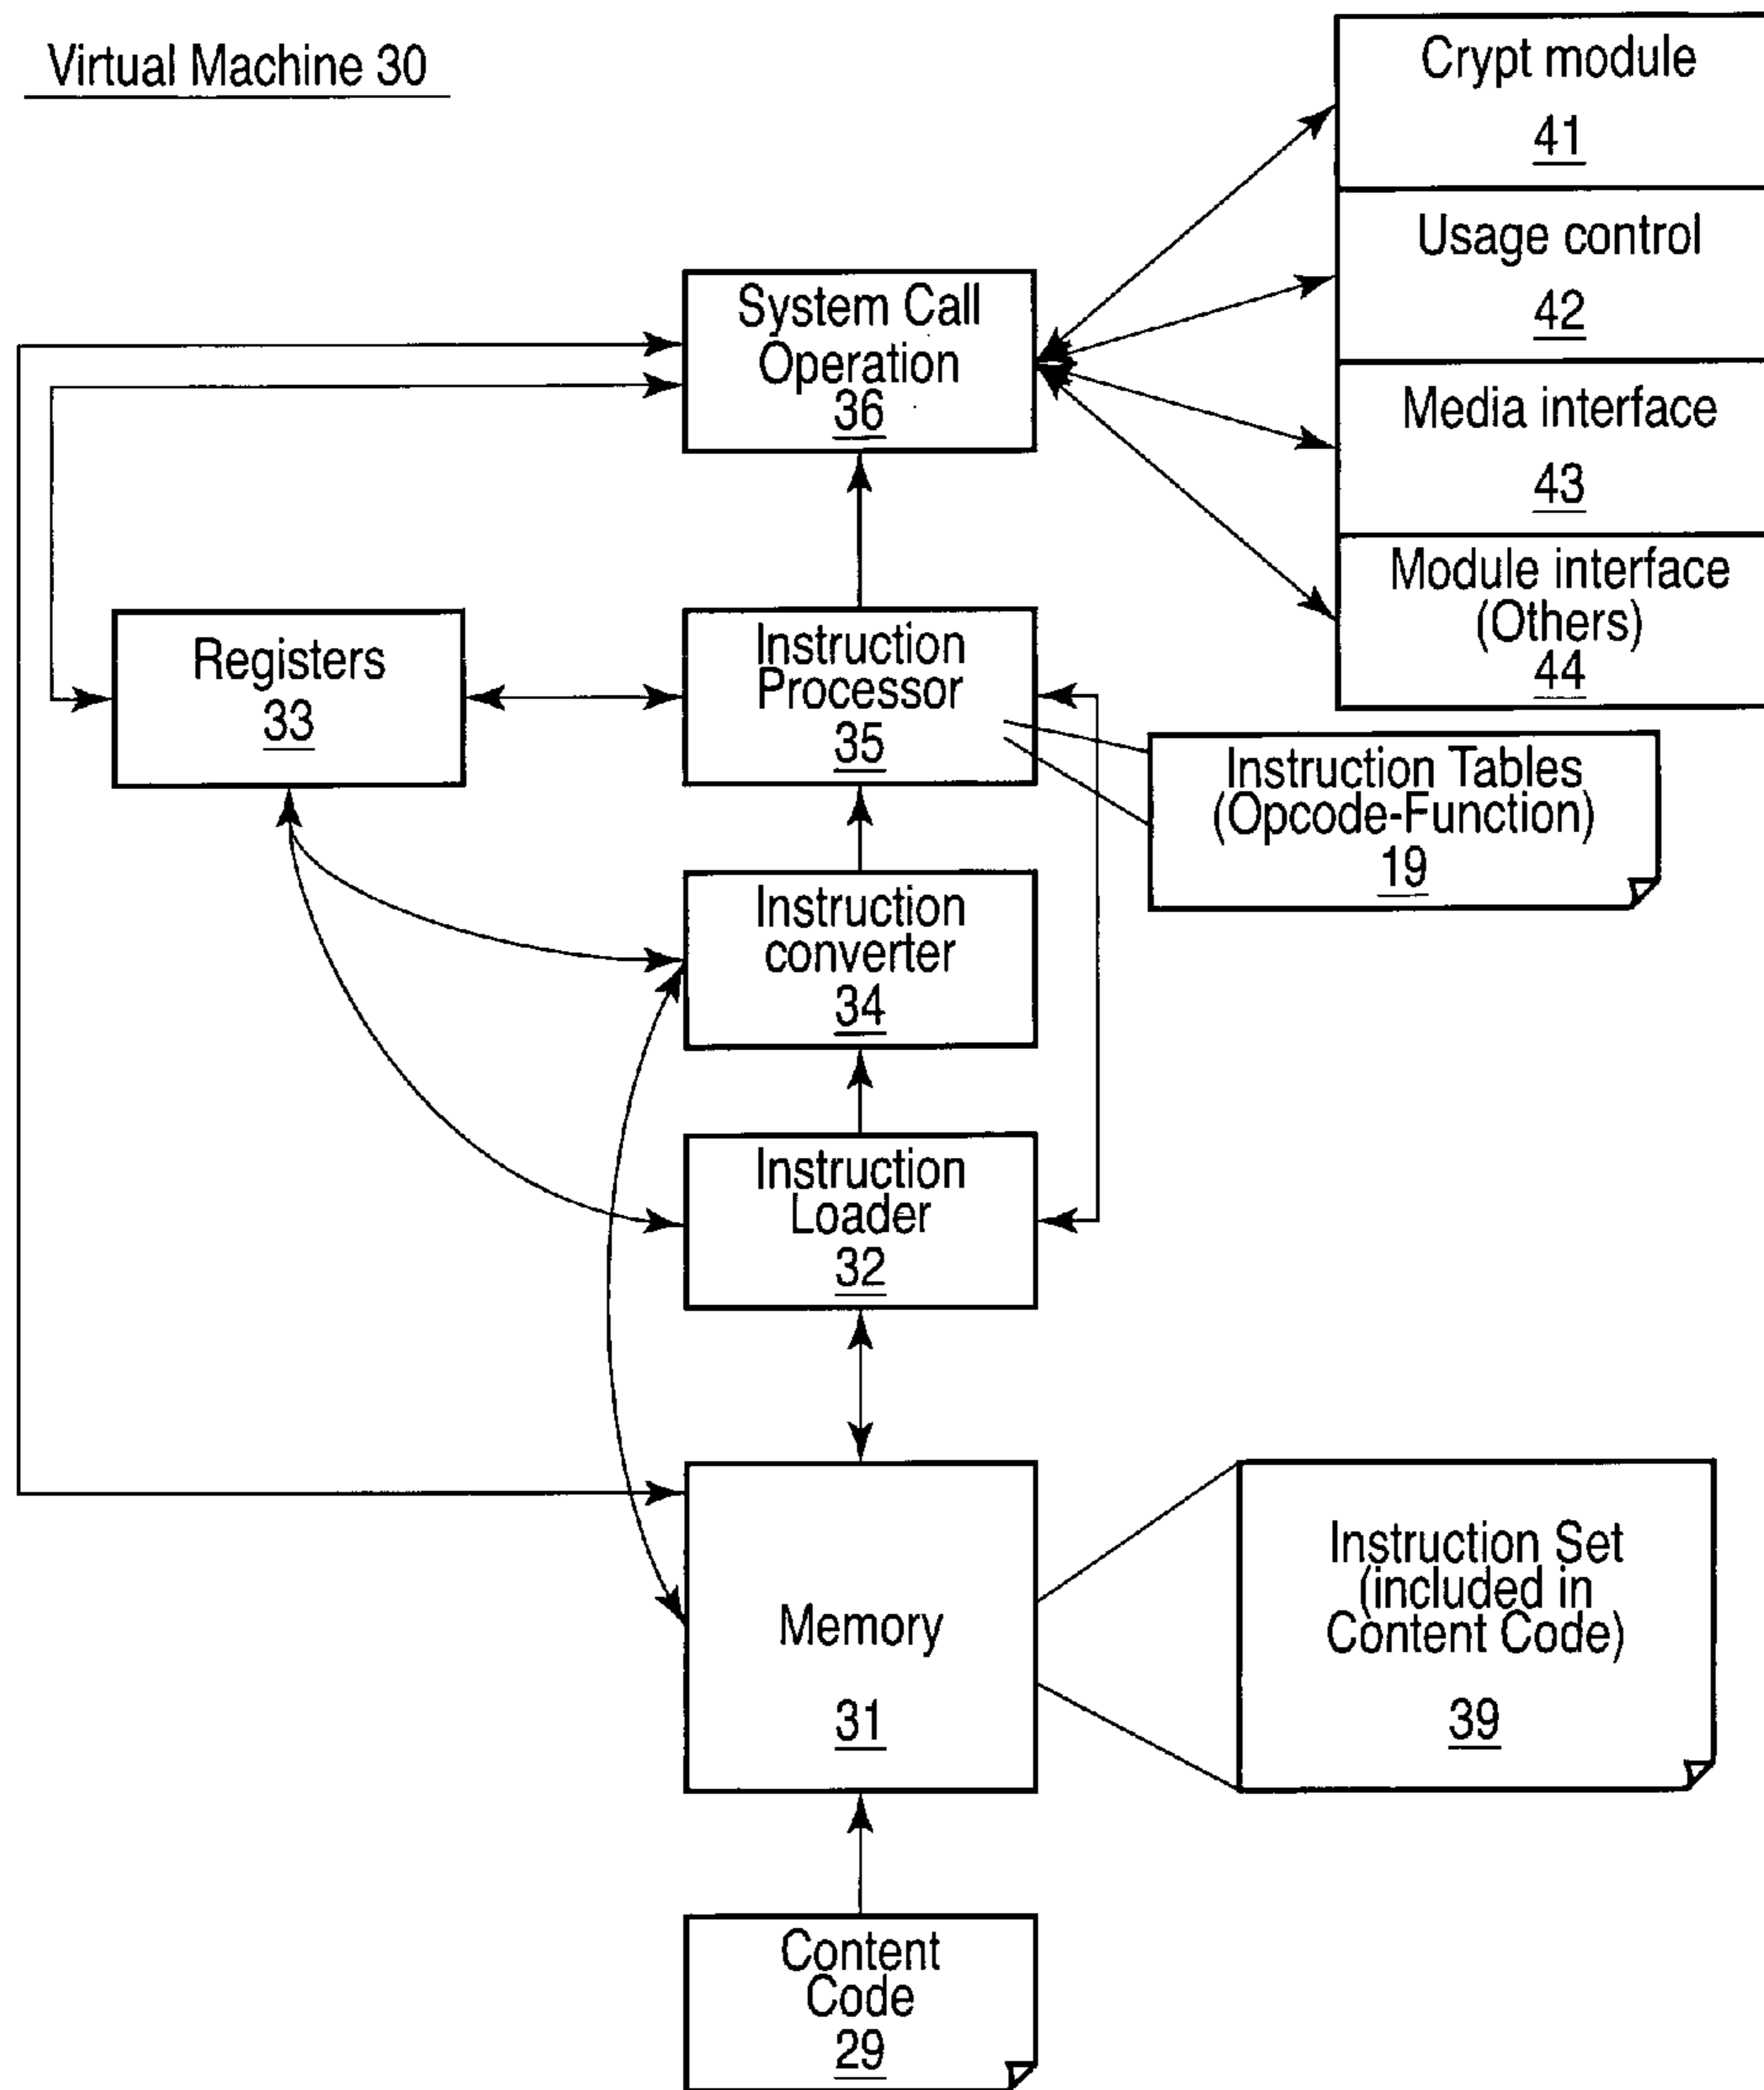 Virtual Machine 30
Crypt module
41
Usage control
42
Media interface
43
Module interface
(Others)
44
System Call
Operation
36
Registers
33
Instruction
Processor
35
Instruction Tables
(Opcode-Function)
19
Instruction
converter
34
Instruction
Loader
32
Memory
31
Instruction Set
(included in
Content Code)
39
Content
Code
29